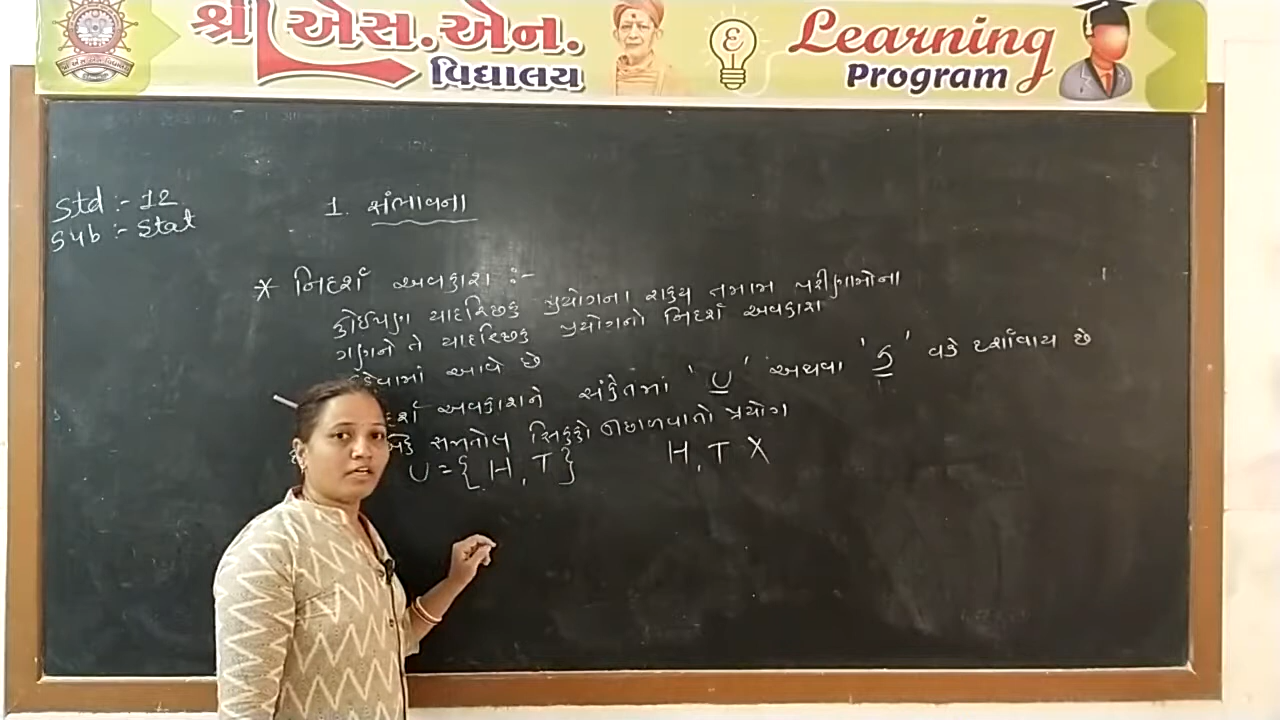 શ્રી એસ.એન.
વિદ્યાલય
Learning
Program
Std :- 12
Sub :- Stat
1. સંભાવના
* નિદર્શ અવકાશ :-
કોઈપણ યાદચ્છિક પ્રયોગના શક્ય તમામ પરીણામોના
ગણને તે યાદચ્છિક પ્રયોગનો નિદર્શ અવકાશ
કહેવામાં આવે છે
અવકાશને સંકેતમાં 'U' અથવા 'S' વડે દર્શાવાય છે
સમતોલ સિક્કો ઉછાળવાનો પ્રયોગ
U = { H, T } H, T X